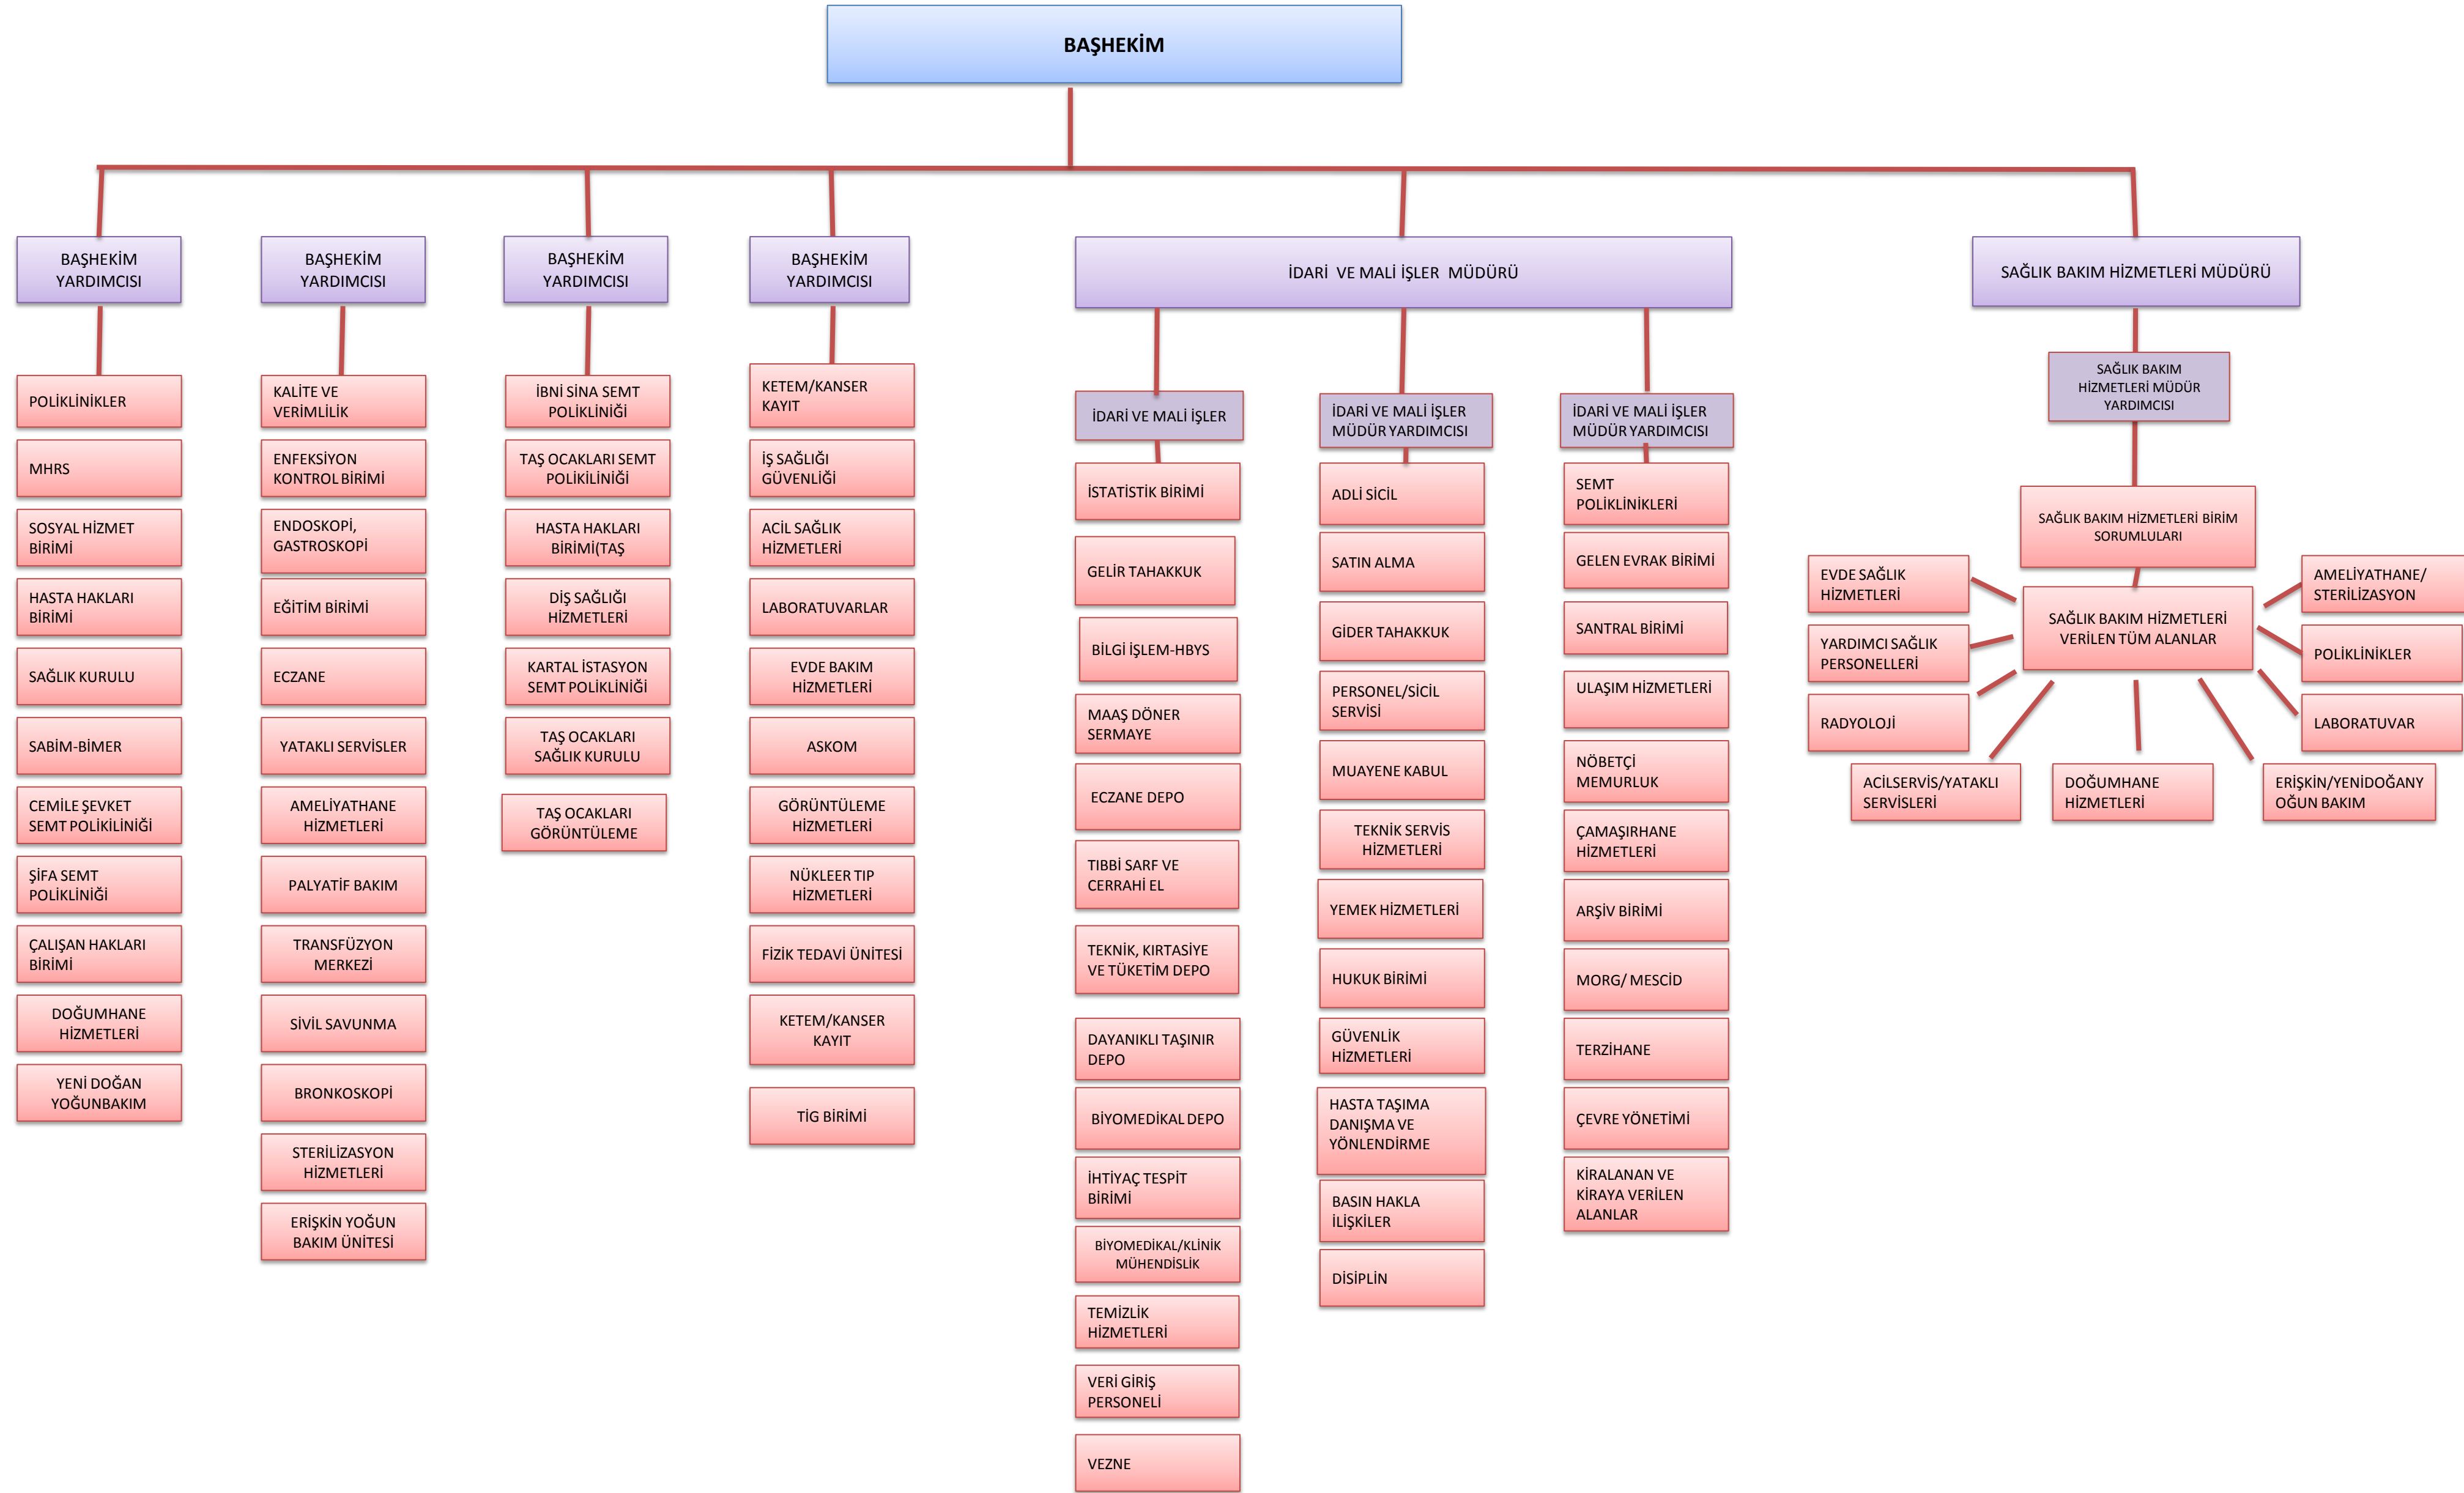 BAŞHEKİM
BAŞHEKİM
YARDIMCISI
POLİKLİNİKLER
MHRS
SOSYAL HİZMET
BİRİMİ
HASTA HAKLARI
BİRİMİ
SAĞLIK KURULU
SABİM-BİMER
CEMİLE ŞEVKET
SEMT POLİKİLİNİĞİ
ŞİFA SEMT
POLİKLİNİĞİ
ÇALIŞAN HAKLARI
BİRİMİ
DOĞUMHANE
HİZMETLERİ
YENİ DOĞAN
YOĞUNBAKIM
BAŞHEKİM
YARDIMCISI
KALİTE VE
VERİMLİLİK
ENFEKSİYON
KONTROL BİRİMİ
ENDOSKOPİ,
GASTROSKOPİ
EĞİTİM BİRİMİ
ECZANE
YATAKLI SERVİSLER
AMELİYATHANE
HİZMETLERİ
PALYATİF BAKIM
TRANSFÜZYON
MERKEZİ
SİVİL SAVUNMA
BRONKOSKOPİ
STERİLİZASYON
HİZMETLERİ
ERİŞKİN YOĞUN
BAKIM ÜNİTESİ
BAŞHEKİM
YARDIMCISI
İBNİ SİNA SEMT
POLİKLİNİĞİ
TAŞ OCAKLARI SEMT
POLİKİLİNİĞİ
HASTA HAKLARI
BİRİMİ(TAŞ
DİŞ SAĞLIĞI
HİZMETLERİ
KARTAL İSTASYON
SEMT POLİKLİNİĞİ
TAŞ OCAKLARI
SAĞLIK KURULU
TAŞ OCAKLARI
GÖRÜNTÜLEME
BAŞHEKİM
YARDIMCISI
KETEM/KANSER
KAYIT
İŞ SAĞLIĞI
GÜVENLİĞİ
ACİL SAĞLIK
HİZMETLERİ
LABORATUVARLAR
EVDE BAKIM
HİZMETLERİ
ASKOM
GÖRÜNTÜLEME
HİZMETLERİ
NÜKLEER TIP
HİZMETLERİ
FİZİK TEDAVİ ÜNİTESİ
KETEM/KANSER
KAYIT
TİG BİRİMİ
İDARİ VE MALİ İŞLER MÜDÜRÜ
İDARİ VE MALİ İŞLER
İSTATİSTİK BİRİMİ
GELİR TAHAKKUK
BİLGİ İŞLEM-HBYS
MAAŞ DÖNER
SERMAYE
ECZANE DEPO
TIBBİ SARF VE
CERRAHİ EL
TEKNİK, KIRTASİYE
VE TÜKETİM DEPO
DAYANIKLI TAŞINIR
DEPO
BİYOMEDİKAL DEPO
İHTİYAÇ TESPİT
BİRİMİ
BİYOMEDİKAL/KLİNİK
MÜHENDİSLİK
TEMİZLİK
HİZMETLERİ
VERİ GİRİŞ
PERSONELİ
VEZNE
İDARİ VE MALİ İŞLER
MÜDÜR YARDIMCISI
ADLİ SİCİL
SATIN ALMA
GİDER TAHAKKUK
PERSONEL/SİCİL
SERVİSİ
MUAYENE KABUL
TEKNİK SERVİS
HİZMETLERİ
YEMEK HİZMETLERİ
HUKUK BİRİMİ
GÜVENLİK
HİZMETLERİ
HASTA TAŞIMA
DANIŞMA VE
YÖNLENDİRME
BASIN HAKLA
İLİŞKİLER
DİSİPLİN
İDARİ VE MALİ İŞLER
MÜDÜR YARDIMCISI
SEMT
POLİKLİNİKLERİ
GELEN EVRAK BİRİMİ
SANTRAL BİRİMİ
ULAŞIM HİZMETLERİ
NÖBETÇİ
MEMURLUK
ÇAMAŞIRHANE
HİZMETLERİ
ARŞİV BİRİMİ
MORG/ MESCİD
TERZİHANE
ÇEVRE YÖNETİMİ
KİRALANAN VE
KİRAYA VERİLEN
ALANLAR
SAĞLIK BAKIM HİZMETLERİ MÜDÜRÜ
SAĞLIK BAKIM
HİZMETLERİ MÜDÜR
YARDIMCISI
SAĞLIK BAKIM HİZMETLERİ BİRİM
SORUMLULARI
SAĞLIK BAKIM HİZMETLERİ
VERİLEN TÜM ALANLAR
EVDE SAĞLIK
HİZMETLERİ
YARDIMCI SAĞLIK
PERSONELLERİ
RADYOLOJİ
ACİLSERVİS/YATAKLI
SERVİSLERİ
DOĞUMHANE
HİZMETLERİ
ERİŞKİN/YENİDOĞANY
OĞUN BAKIM
AMELİYATHANE/
STERİLİZASYON
POLİKLİNİKLER
LABORATUVAR